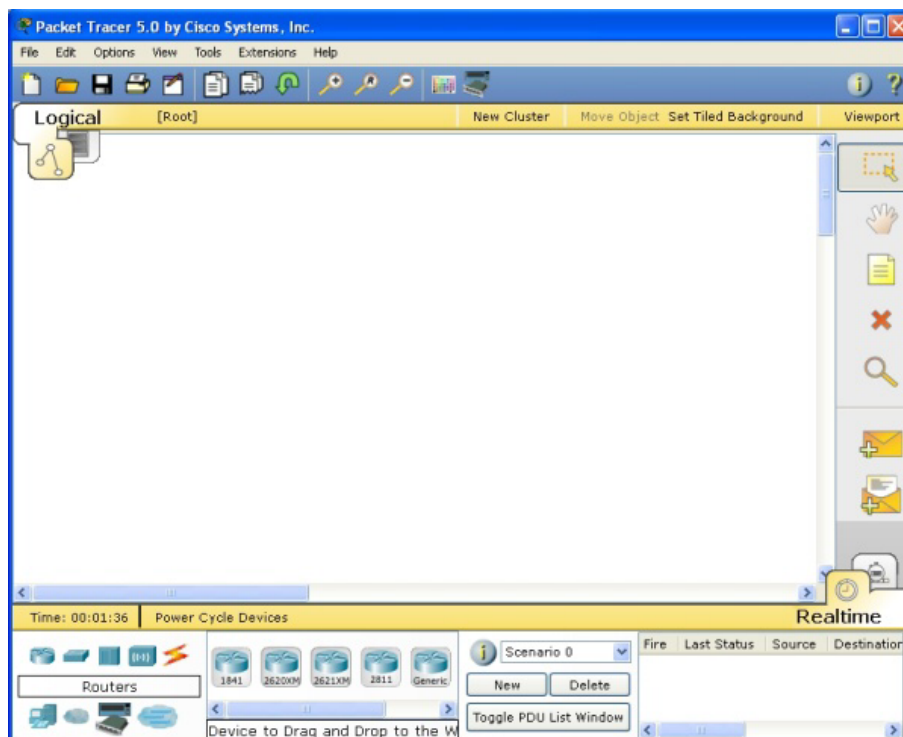 Packet Tracer 5.0 by Cisco Systems, Inc.
File Edit Options View Tools Extensions Help
Logical [Root] New Cluster Move Object Set Tiled Background Viewport
Time: 00:01:36 Power Cycle Devices Realtime
Routers
1841 2620XM 2621XM 2811 Generic
Device to Drag and Drop to the W
Scenario 0
New Delete
Toggle PDU List Window
Fire Last Status Source Destination